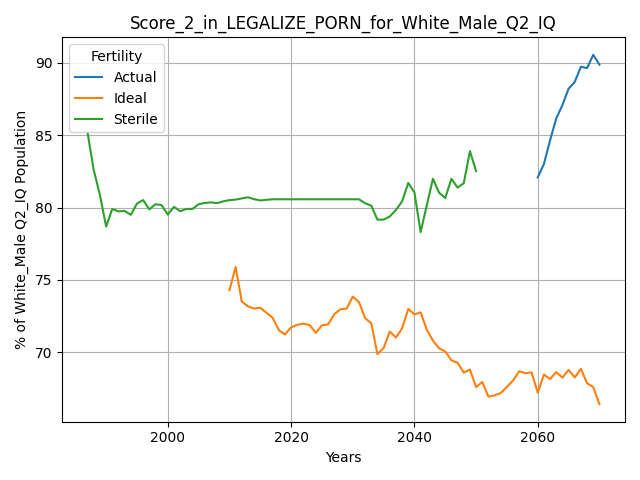 Score_2_in_LEGALIZE_PORN_for_White_Male_Q2_IQ
Fertility
Actual
Ideal
Sterile
% of White_Male Q2_IQ Population
90
85
80
75
70
2000
2020
2040
2060
Years